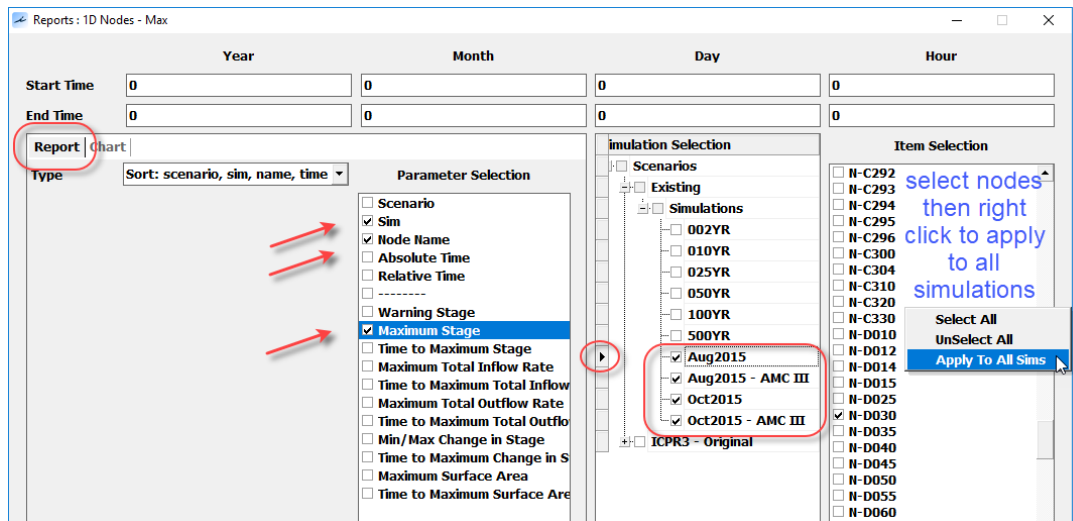 Reports : 1D Nodes - Max
Year Month Day Hour
Start Time 0 0 0 0
End Time 0 0 0 0
Report Chart
Type Sort: scenario, sim, name, time
Parameter Selection
Scenario
Sim
Node Name
Absolute Time
Relative Time
--------
Warning Stage
Maximum Stage
Time to Maximum Stage
Maximum Total Inflow Rate
Time to Maximum Total Inflow
Maximum Total Outflow Rate
Time to Maximum Total Outflo
Min/Max Change in Stage
Time to Maximum Change in S
Maximum Surface Area
Time to Maximum Surface Are
imulation Selection
Scenarios
Existing
Simulations
002YR
010YR
025YR
050YR
100YR
500YR
Aug2015
Aug2015 - AMC III
Oct2015
Oct2015 - AMC III
ICPR3 - Original
Item Selection
N-C292
N-C293
N-C294
N-C295
N-C296
N-C300
N-C304
N-C310
N-C320
N-C330
N-D010
N-D012
N-D014
N-D015
N-D025
N-D030
N-D035
N-D040
N-D045
N-D050
N-D055
N-D060
select nodes
then right
click to apply
to all
simulations
Select All
UnSelect All
Apply To All Sims